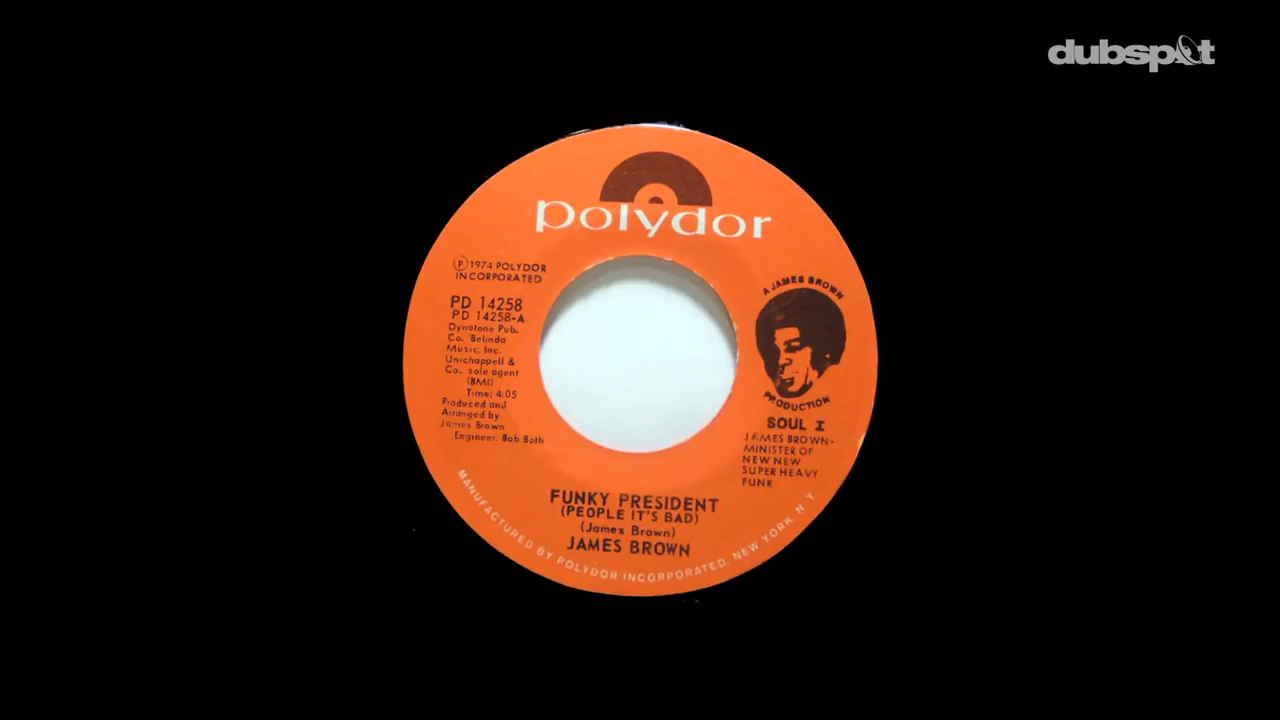 dubspot
polydor
Ⓟ1974 POLYDOR
INCORPORATED
PD 14258
PD 14258-A
Dynatone Pub.
Co. Belinda
Music, Inc.
Unichappell &
Co., sole agent
(BMI)
Time: 4:05
Produced and
Arranged by
James Brown
Engineer: Bob Both
A JAMES BROWN
PRODUCTION
SOUL I
JAMES BROWN-
MINISTER OF
NEW NEW
SUPER HEAVY
FUNK
FUNKY PRESIDENT
(PEOPLE IT'S BAD)
(James Brown)
JAMES BROWN
MANUFACTURED BY POLYDOR INCORPORATED, NEW YORK, N. Y